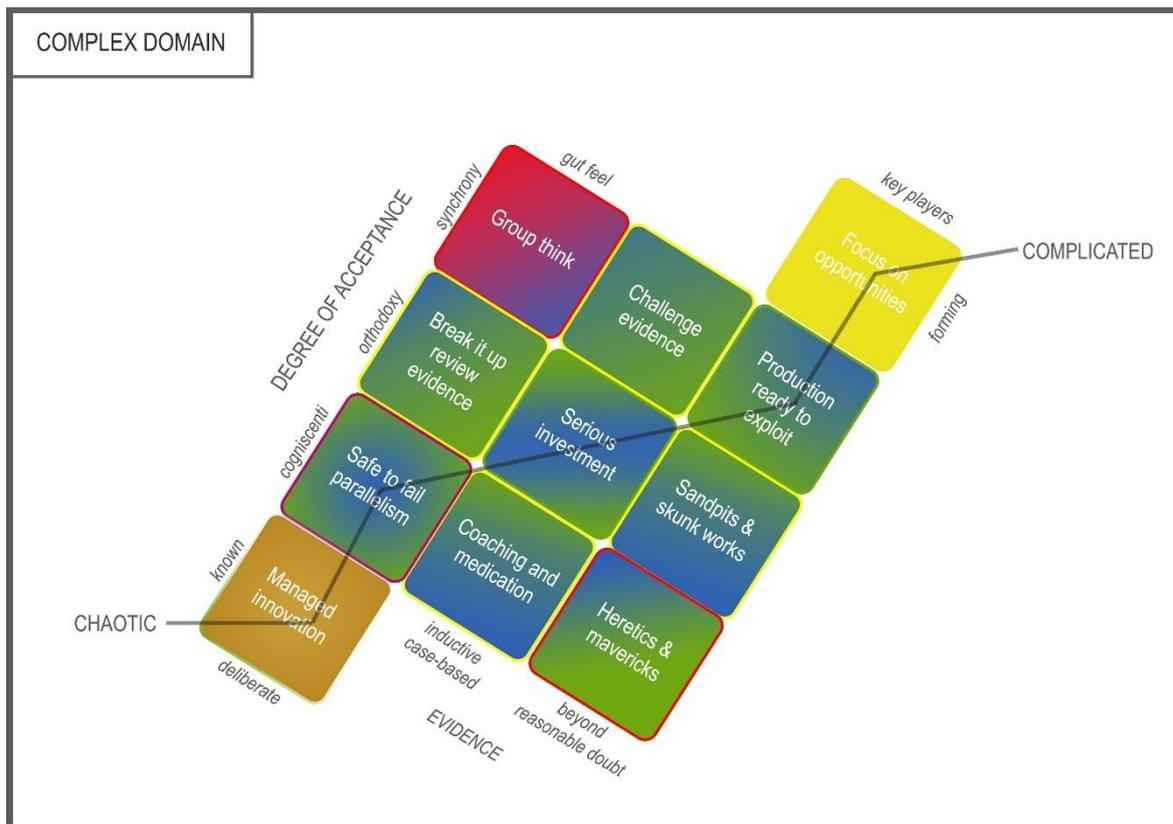 COMPLEX DOMAIN
gut feel
synchrony
DEGREE OF ACCEPTANCE
Group think
key players
Focus on
opportunities
COMPLICATED
forming
Challenge
evidence
orthodoxy
Break it up
review
evidence
Production
ready to
exploit
Serious
investment
cogniscenti
Safe to fail
parallelism
Sandpits &
skunk works
Coaching and
medication
known
Managed
innovation
CHAOTIC
Heretics &
mavericks
deliberate
inductive
case-based
beyond
reasonable doubt
EVIDENCE